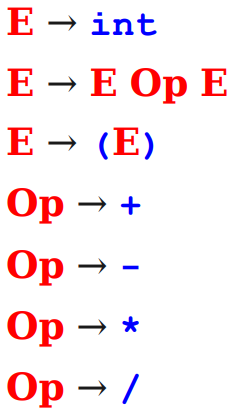 E → int
E → E Op E
E → (E)
Op → +
Op → -
Op → *
Op → /